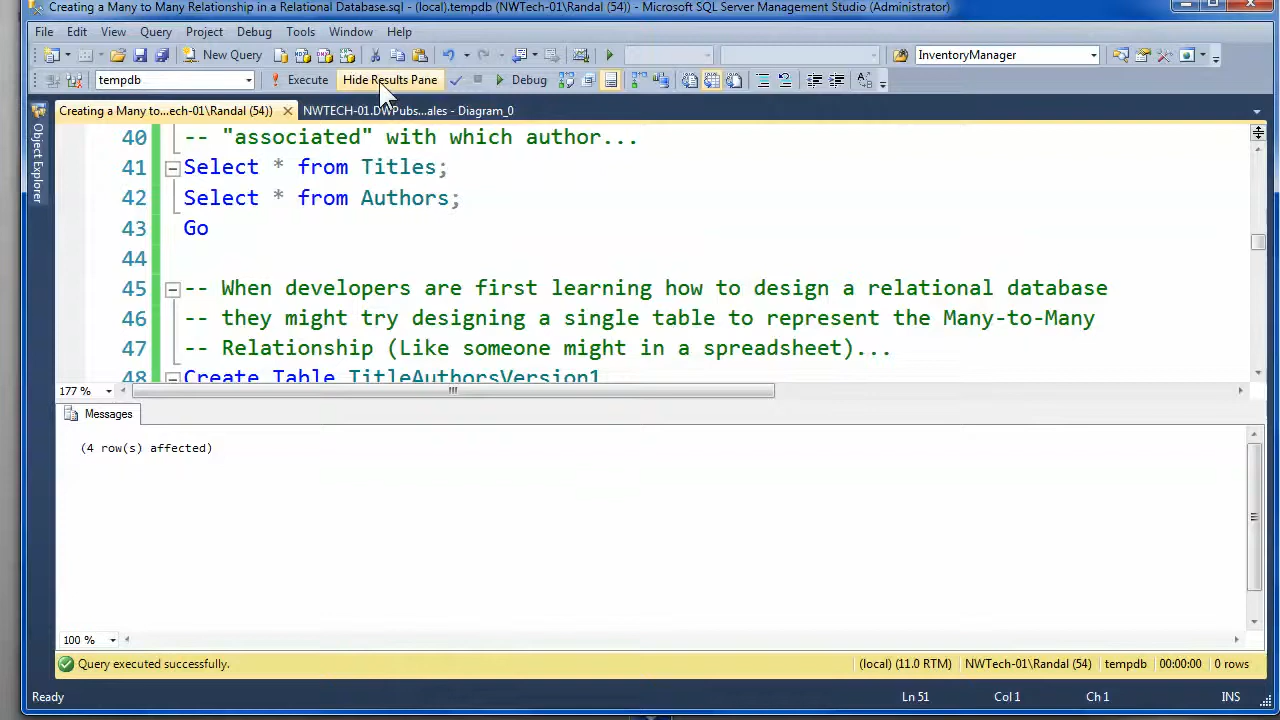 Creating a Many to Many Relationship in a Relational Database.sql - (local).tempdb (NWTech-01\Randal (54)) - Microsoft SQL Server Management Studio (Administrator)
File Edit View Query Project Debug Tools Window Help
New Query InventoryManager
tempdb Execute Hide Results Pane Debug
Creating a Many to...ech-01\Randal (54)) NWTECH-01.DWPubs...ales - Diagram_0
Object Explorer
40 -- "associated" with which author...
41 Select * from Titles;
42 Select * from Authors;
43 Go
44
45 -- When developers are first learning how to design a relational database
46 -- they might try designing a single table to represent the Many-to-Many
47 -- Relationship (Like someone might in a spreadsheet)...
48 Create Table TitleAuthorsVersion1
177 %
Messages
(4 row(s) affected)
100 %
Query executed successfully. (local) (11.0 RTM) NWTech-01\Randal (54) tempdb 00:00:00 0 rows
Ready Ln 51 Col 1 Ch 1 INS